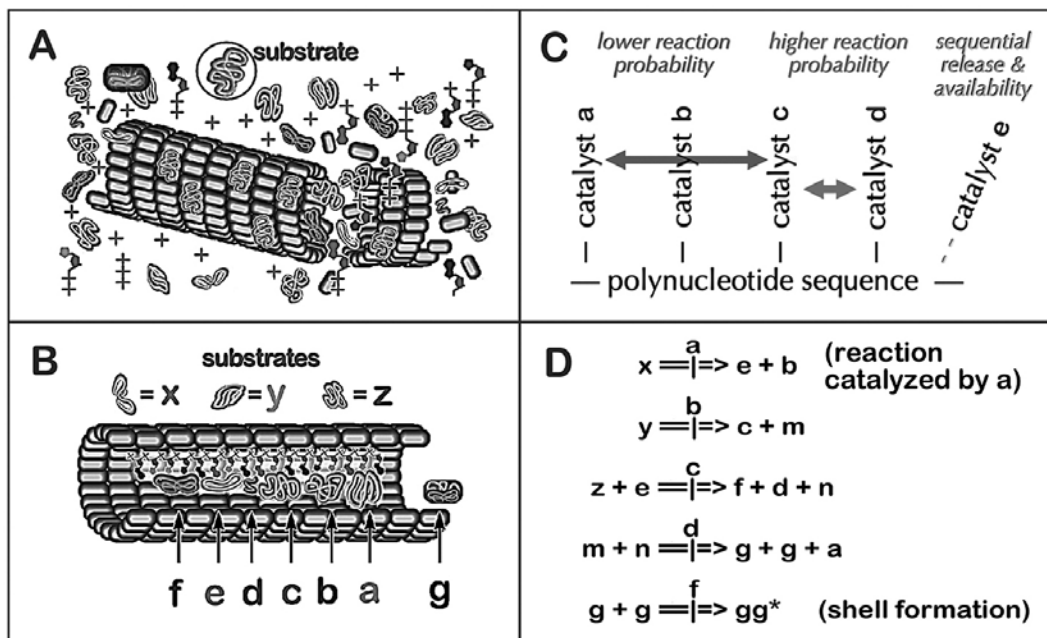 A
substrate
C
lower reaction
probability
higher reaction
probability
sequential
release &
availability
catalyst a
catalyst b
catalyst c
catalyst d
catalyst e
— polynucleotide sequence —
B
substrates
= x
= y
= z
f e d c b a g
D
a
x ==|=> e + b (reaction
catalyzed by a)
b
y ==|=> c + m
c
z + e ==|=> f + d + n
d
m + n ==|=> g + g + a
f
g + g ==|=> gg* (shell formation)